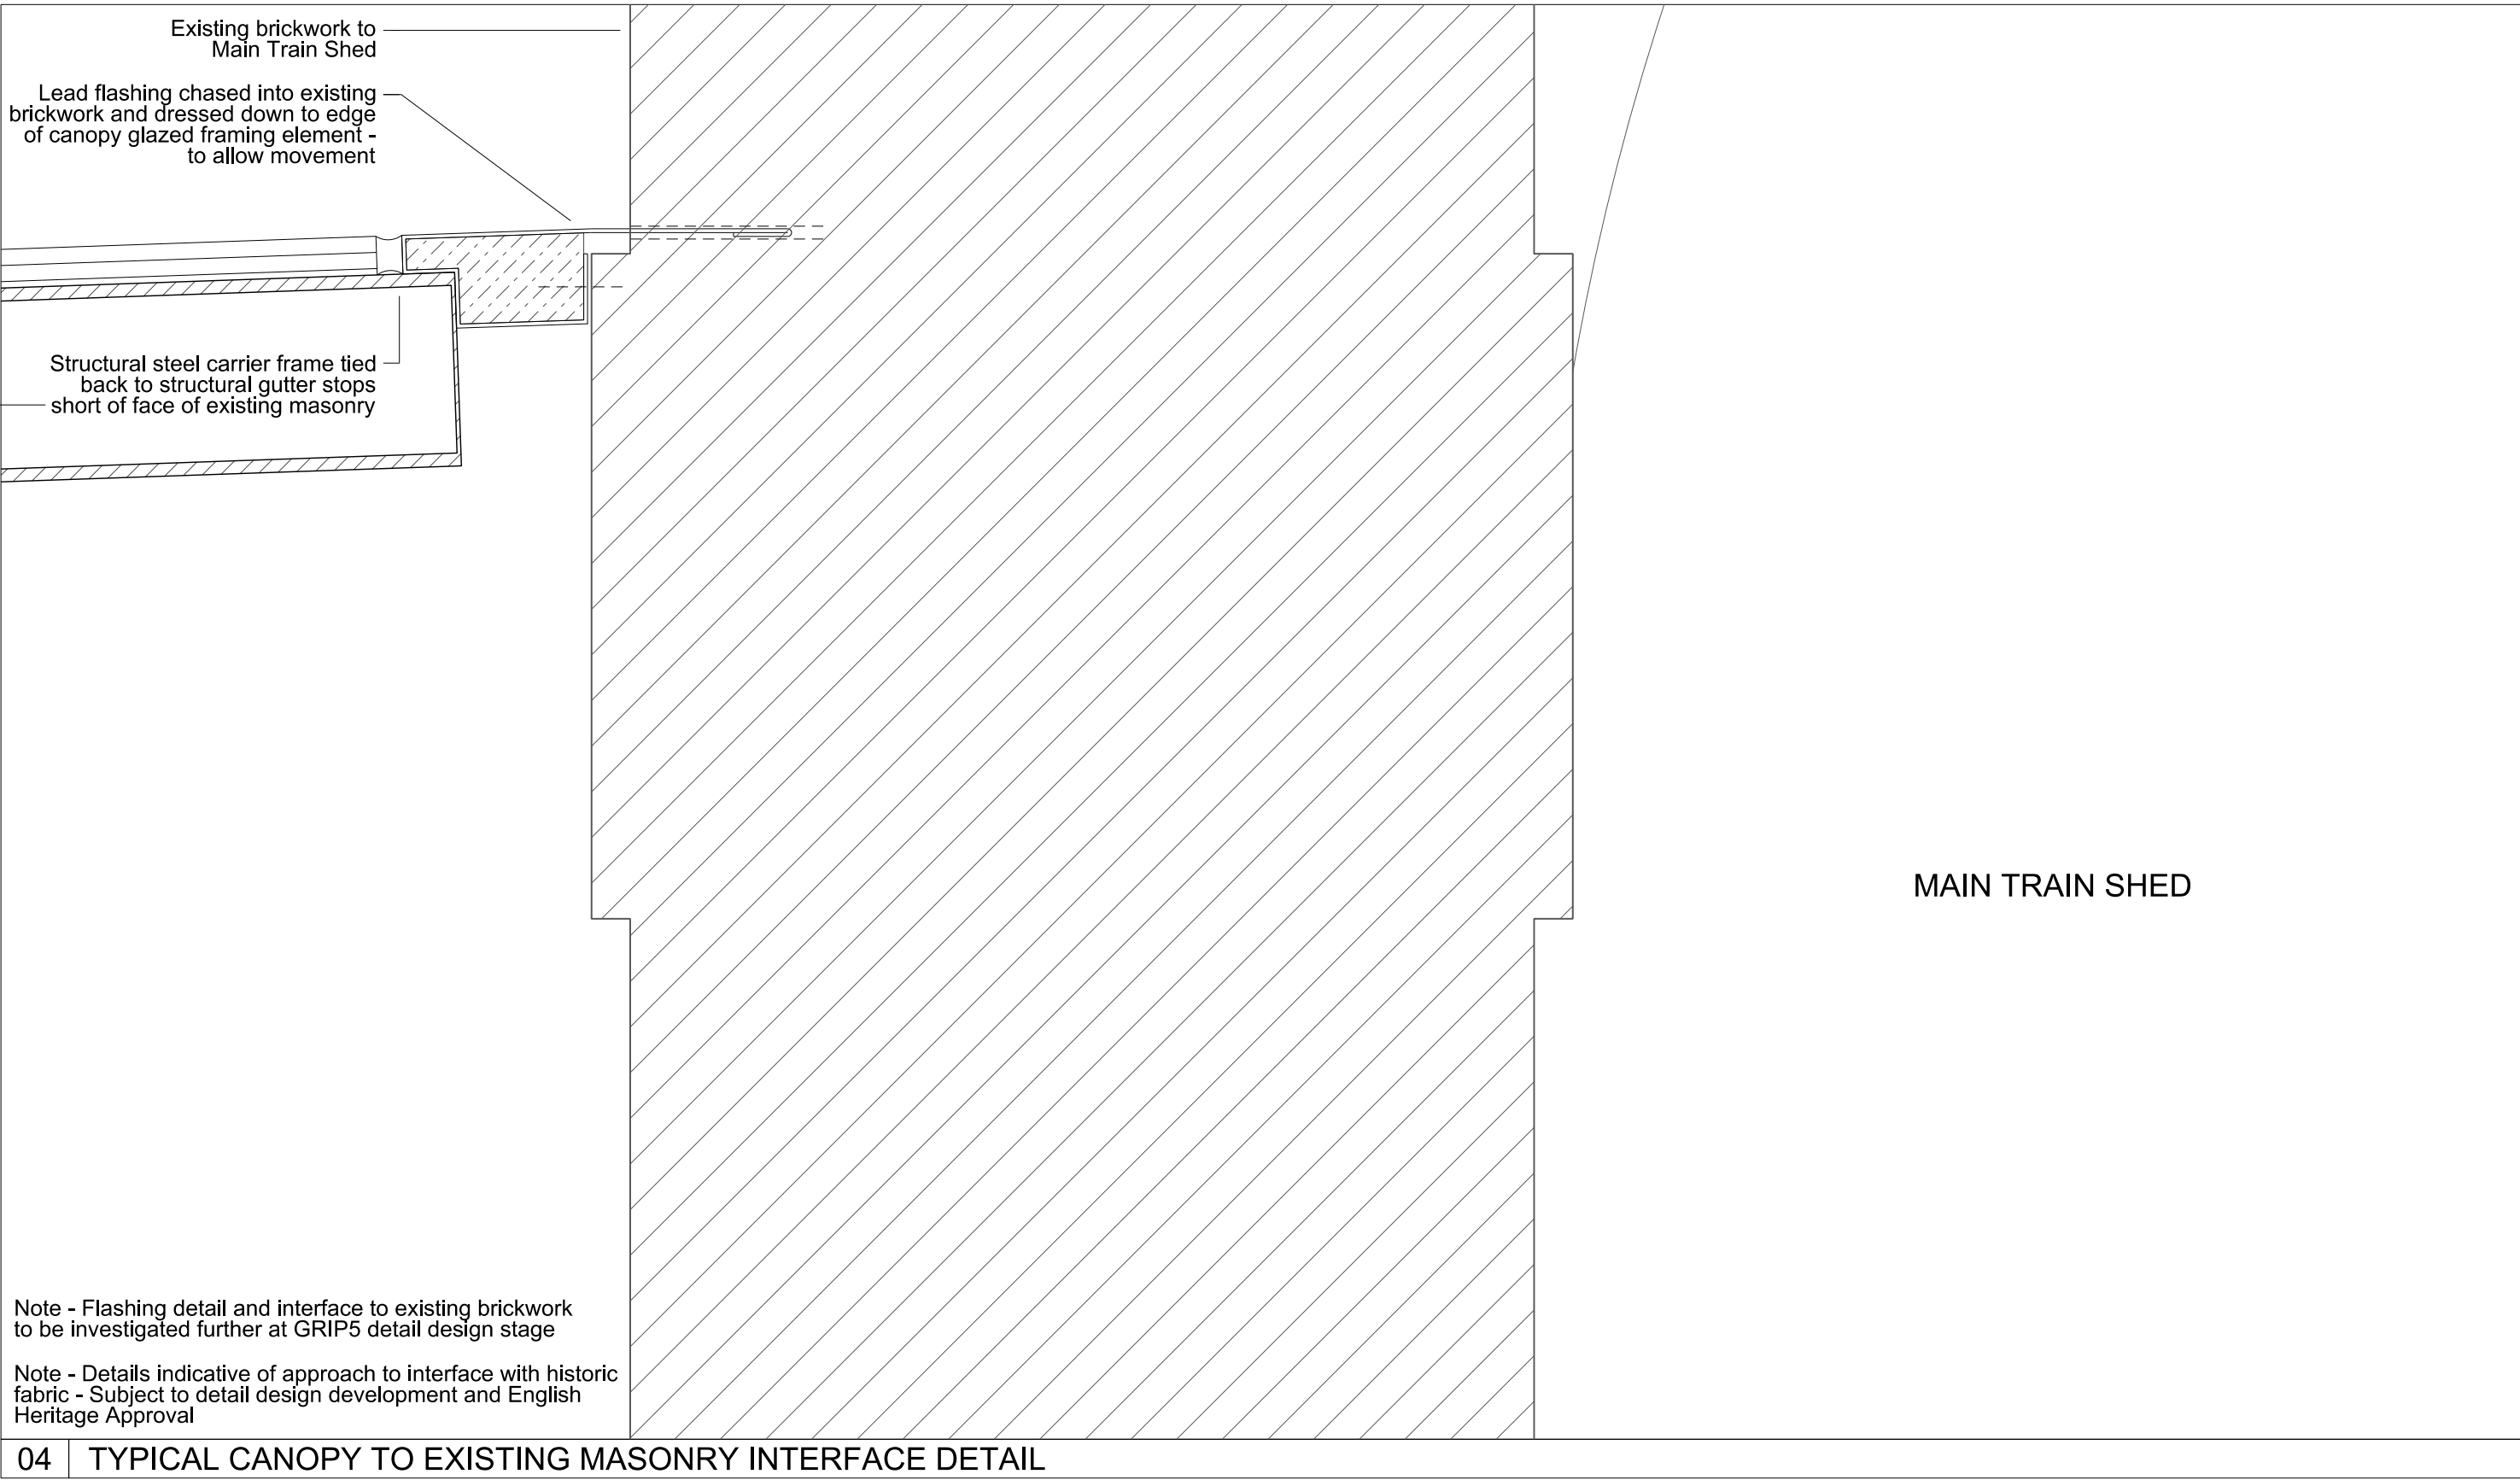 Existing brickwork to
Main Train Shed
Lead flashing chased into existing
brickwork and dressed down to edge
of canopy glazed framing element -
to allow movement
Structural steel carrier frame tied
back to structural gutter stops
short of face of existing masonry
MAIN TRAIN SHED
Note - Flashing detail and interface to existing brickwork
to be investigated further at GRIP5 detail design stage
Note - Details indicative of approach to interface with historic
fabric - Subject to detail design development and English
Heritage Approval
04 TYPICAL CANOPY TO EXISTING MASONRY INTERFACE DETAIL